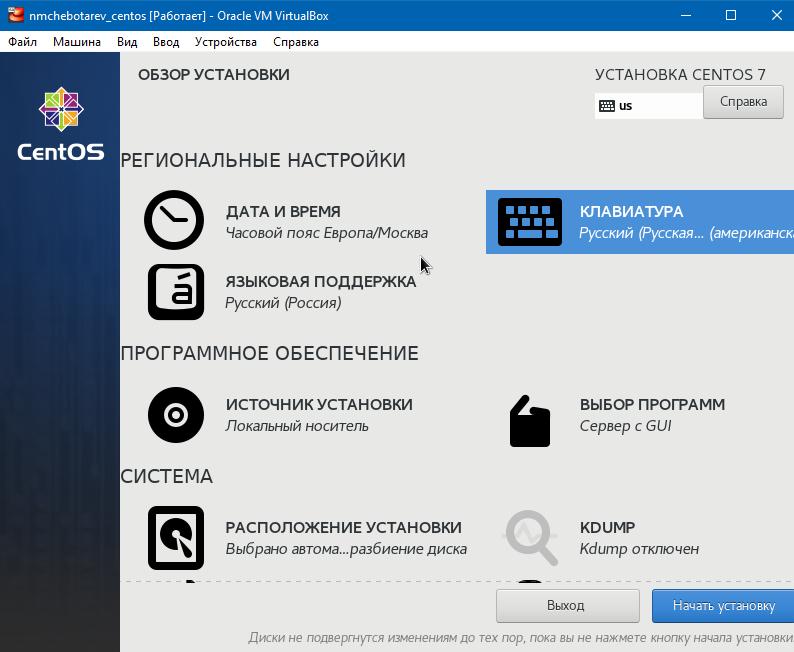 nmchebotarev_centos [Работает] - Oracle VM VirtualBox
Файл Машина Вид Ввод Устройства Справка
CentOS
ОБЗОР УСТАНОВКИ
УСТАНОВКА CENTOS 7
us
Справка
РЕГИОНАЛЬНЫЕ НАСТРОЙКИ
ДАТА И ВРЕМЯ
Часовой пояс Европа/Москва
КЛАВИАТУРА
Русский (Русская... (американска
ЯЗЫКОВАЯ ПОДДЕРЖКА
Русский (Россия)
ПРОГРАММНОЕ ОБЕСПЕЧЕНИЕ
ИСТОЧНИК УСТАНОВКИ
Локальный носитель
ВЫБОР ПРОГРАММ
Сервер с GUI
СИСТЕМА
РАСПОЛОЖЕНИЕ УСТАНОВКИ
Выбрано автома...разбиение диска
KDUMP
Kdump отключен
Выход
Начать установку
Диски не подвергнутся изменениям до тех пор, пока вы не нажмете кнопку начала установки